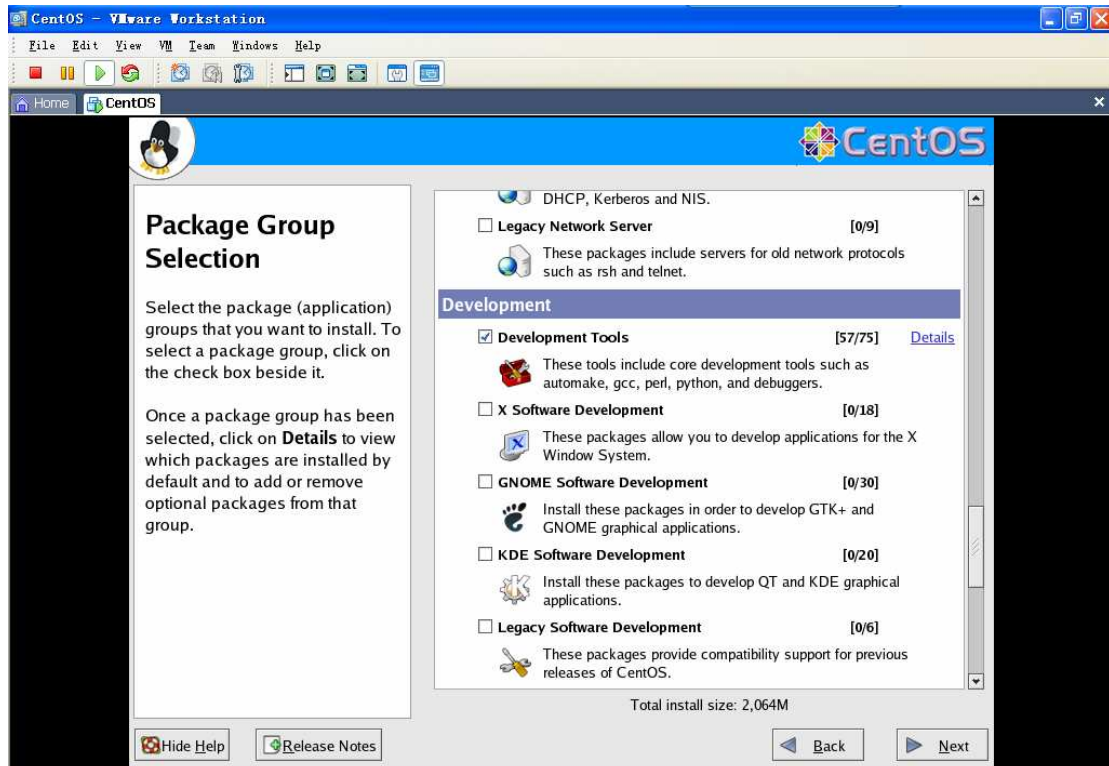 CentOS - VMware Workstation
File Edit View VM Team Windows Help
Home CentOS
CentOS
Package Group
Selection
Select the package (application)
groups that you want to install. To
select a package group, click on
the check box beside it.
Once a package group has been
selected, click on Details to view
which packages are installed by
default and to add or remove
optional packages from that
group.
DHCP, Kerberos and NIS.
Legacy Network Server [0/9]
These packages include servers for old network protocols
such as rsh and telnet.
Development
Development Tools [57/75] Details
These tools include core development tools such as
automake, gcc, perl, python, and debuggers.
X Software Development [0/18]
These packages allow you to develop applications for the X
Window System.
GNOME Software Development [0/30]
Install these packages in order to develop GTK+ and
GNOME graphical applications.
KDE Software Development [0/20]
Install these packages to develop QT and KDE graphical
applications.
Legacy Software Development [0/6]
These packages provide compatibility support for previous
releases of CentOS.
Total install size: 2,064M
Hide Help Release Notes Back Next